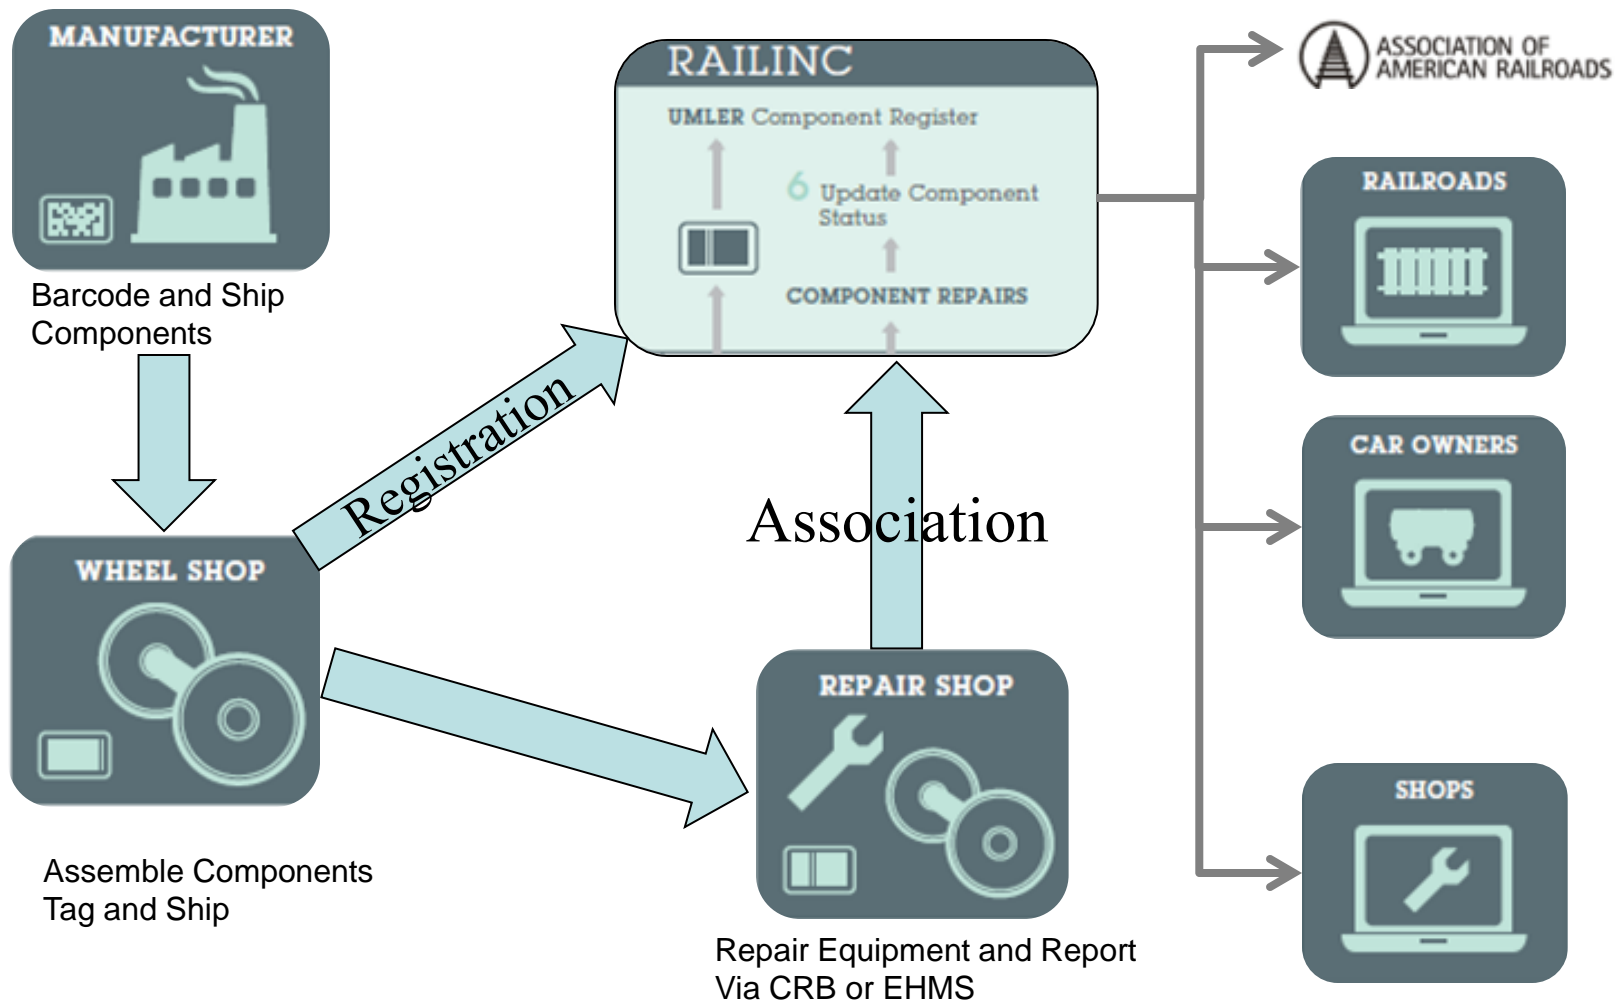 MANUFACTURER
Barcode and Ship
Components
RAILINC
UMLER Component Register
6 Update Component
Status
COMPONENT REPAIRS
ASSOCIATION OF
AMERICAN RAILROADS
RAILROADS
CAR OWNERS
SHOPS
Registration
Association
WHEEL SHOP
Assemble Components
Tag and Ship
REPAIR SHOP
Repair Equipment and Report
Via CRB or EHMS